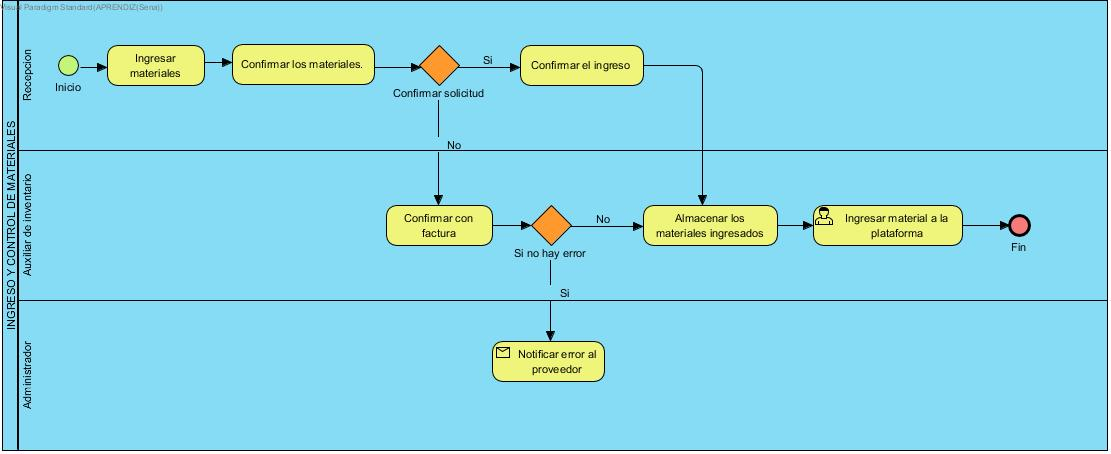 Visual Paradigm Standard(APRENDIZ(Sena))
INGRESO Y CONTROL DE MATERIALES
Recepcion
Inicio
Ingresar
materiales
Confirmar los materiales.
Confirmar solicitud
Si
Confirmar el ingreso
No
Auxiliar de inventario
Confirmar con
factura
Si no hay error
No
Almacenar los
materiales ingresados
Ingresar material a la
plataforma
Fin
Si
Administrador
Notificar error al
proveedor